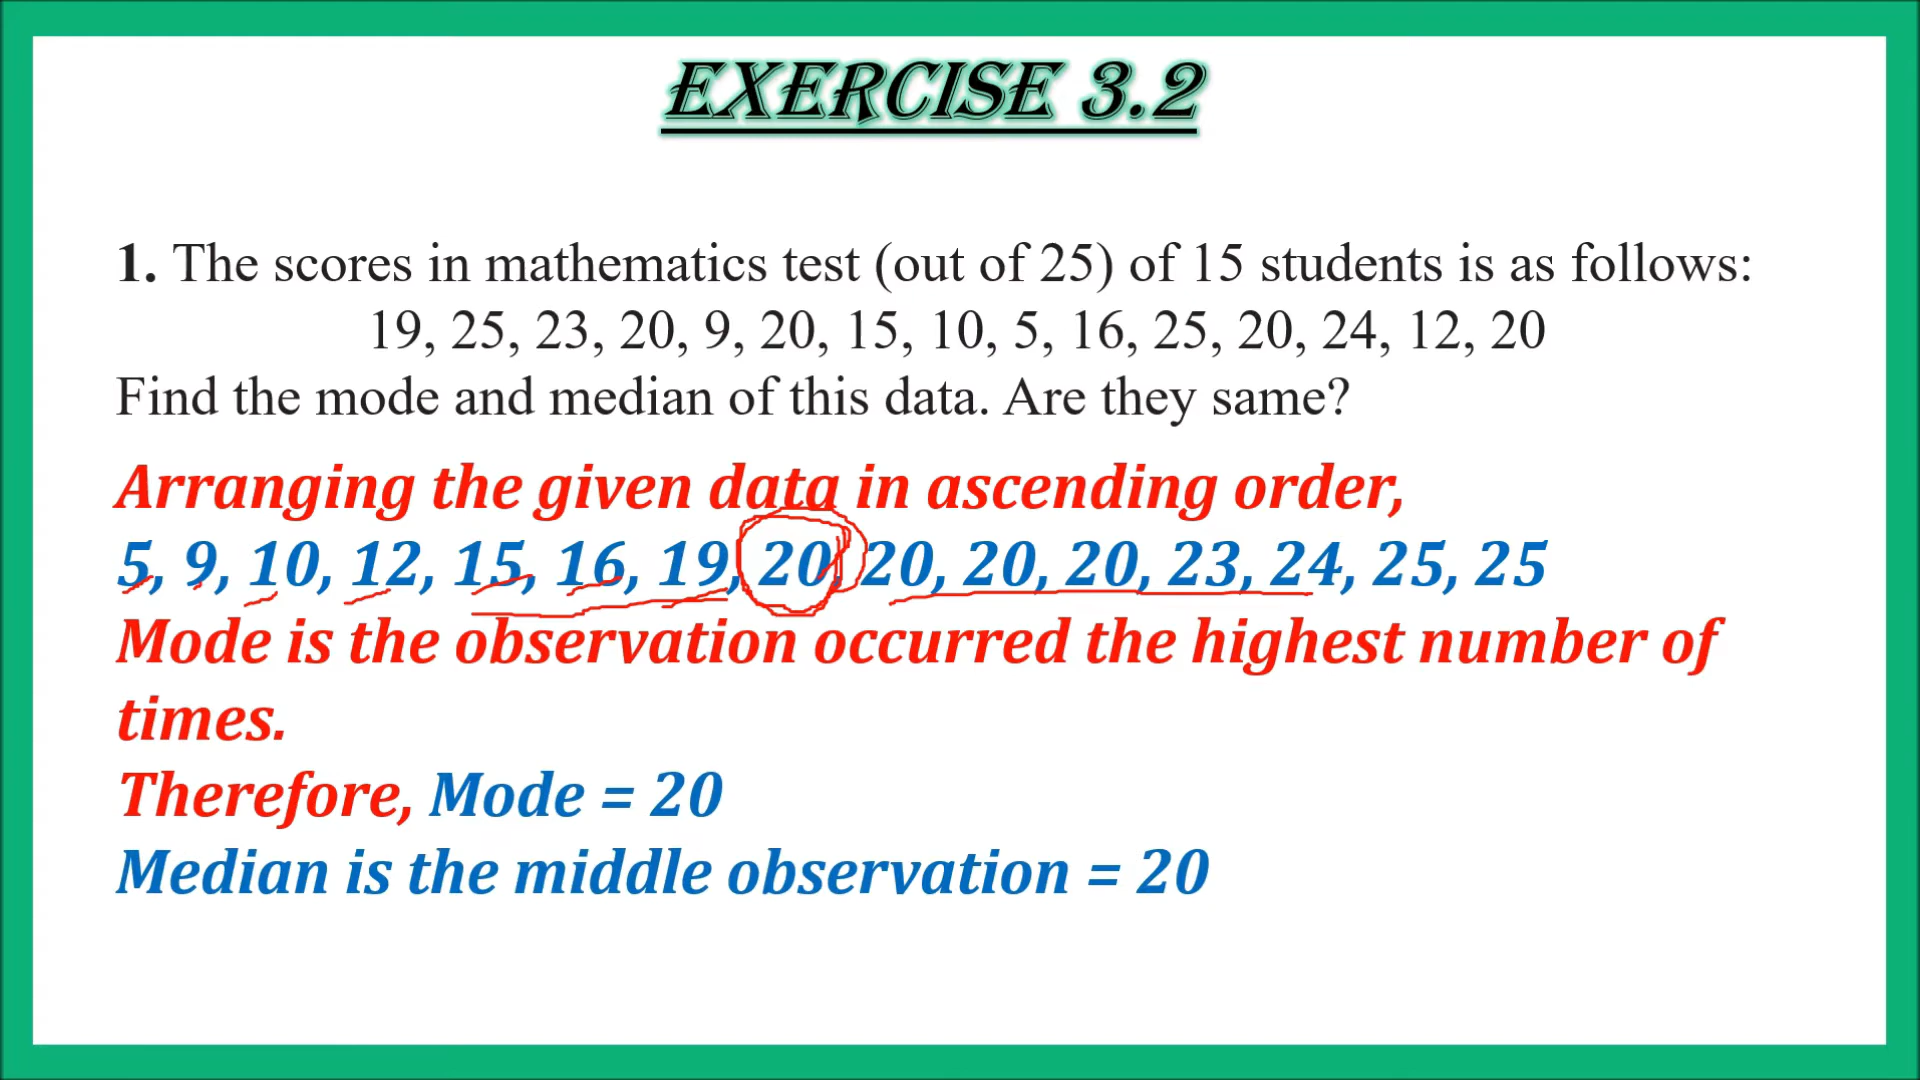 EXERCISE 3.2
1. The scores in mathematics test (out of 25) of 15 students is as follows:
19, 25, 23, 20, 9, 20, 15, 10, 5, 16, 25, 20, 24, 12, 20
Find the mode and median of this data. Are they same?
Arranging the given data in ascending order,
5, 9, 10, 12, 15, 16, 19, 20, 20, 20, 20, 23, 24, 25, 25
Mode is the observation occurred the highest number of
times.
Therefore, Mode = 20
Median is the middle observation = 20